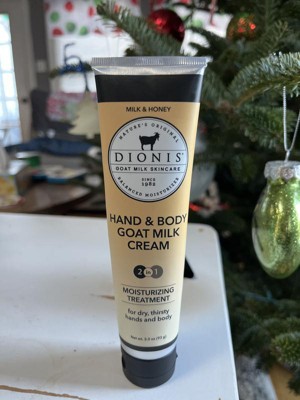 MILK & HONEY
NATURE'S ORIGINAL
DIONIS
GOAT MILK SKINCARE
SINCE
1982
BALANCED MOISTURIZER
HAND & BODY
GOAT MILK
CREAM
2 IN 1
MOISTURIZING
TREATMENT
for dry, thirsty
hands and body